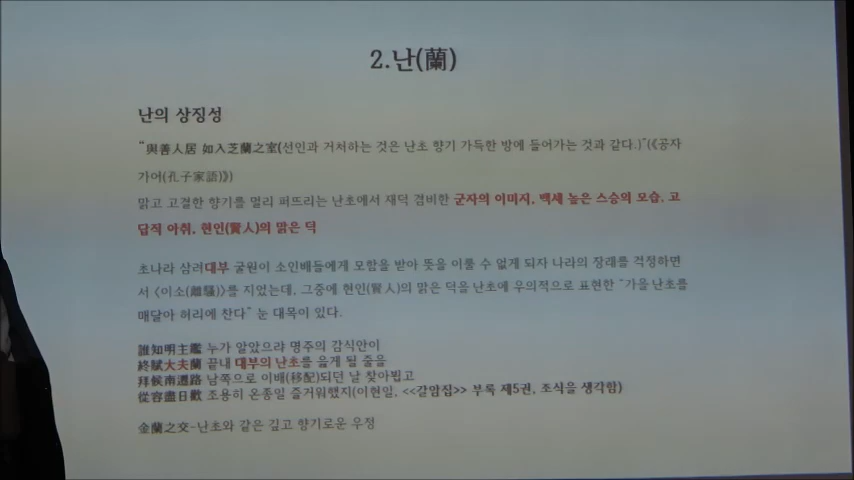 2.난(蘭)
난의 상징성
"與善人居 如入芝蘭之室(선인과 거처하는 것은 난초 향기 가득한 방에 들어가는 것과 같다.)"(《공자
가어(孔子家語)》)
맑고 고결한 향기를 멀리 퍼뜨리는 난초에서 재덕 겸비한 군자의 이미지, 백세 높은 스승의 모습, 고
답적 아취, 현인(賢人)의 맑은 덕
초나라 삼려대부 굴원이 소인배들에게 모함을 받아 뜻을 이룰 수 없게 되자 나라의 장래를 걱정하면
서 《이소(離騷)》를 지었는데, 그중에 현인(賢人)의 맑은 덕을 난초에 우의적으로 표현한 "가을 난초를
매달아 허리에 찬다" 는 대목이 있다.
誰知明主鑑 누가 알았으랴 명주의 감식안이
終賦大夫蘭 끝내 대부의 난초를 읊게 될 줄을
拜候南遷路 남쪽으로 이배(移配)되던 날 찾아뵙고
從容盡日歡 조용히 온종일 즐거워했지(이현일, <<갈암집>> 부록 제5권, 조식을 생각함)
金蘭之交-난초와 같은 깊고 향기로운 우정